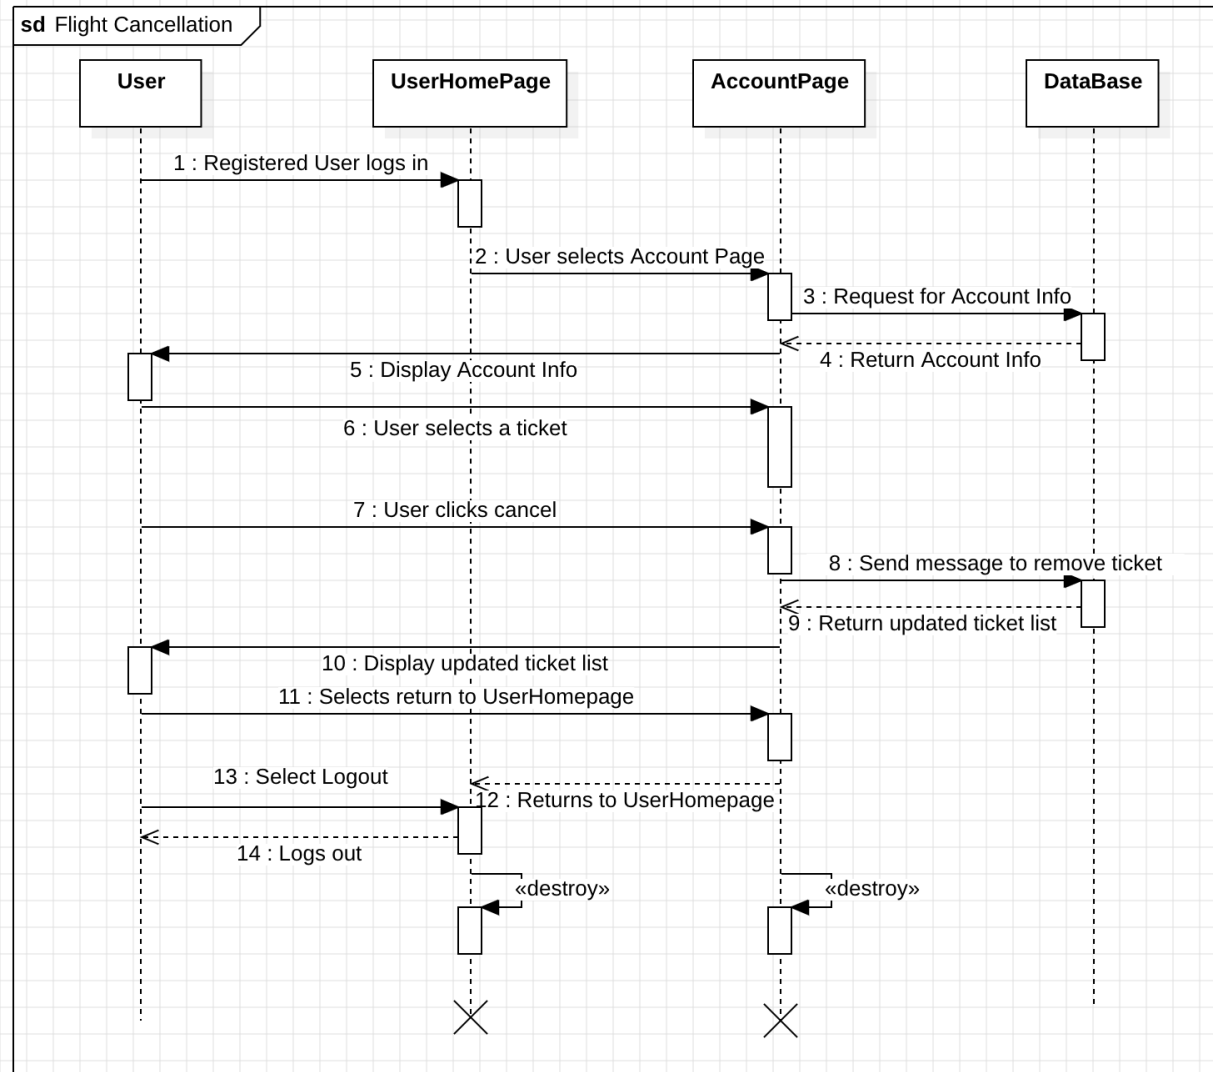 sd Flight Cancellation
User
UserHomePage
AccountPage
DataBase
1 : Registered User logs in
2 : User selects Account Page
3 : Request for Account Info
4 : Return Account Info
5 : Display Account Info
6 : User selects a ticket
7 : User clicks cancel
8 : Send message to remove ticket
9 : Return updated ticket list
10 : Display updated ticket list
11 : Selects return to UserHomepage
13 : Select Logout
12 : Returns to UserHomepage
14 : Logs out
«destroy»
«destroy»